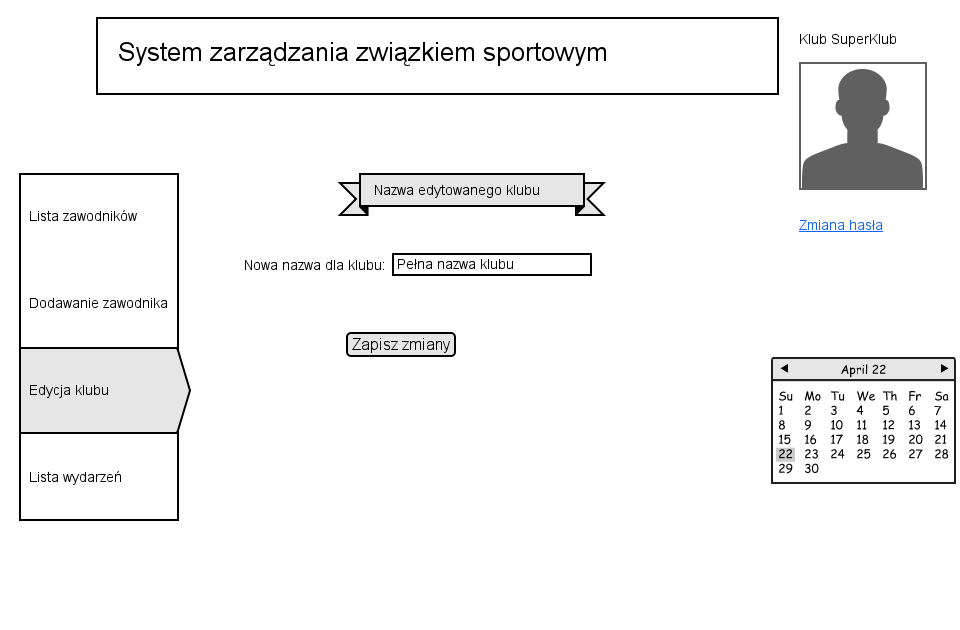 System zarządzania związkiem sportowym
Klub SuperKlub
Zmiana hasła
Lista zawodników
Dodawanie zawodnika
Edycja klubu
Lista wydarzeń
Nazwa edytowanego klubu
Nowa nazwa dla klubu: Pełna nazwa klubu
Zapisz zmiany
April 22
Su Mo Tu We Th Fr Sa
1 2 3 4 5 6 7
8 9 10 11 12 13 14
15 16 17 18 19 20 21
22 23 24 25 26 27 28
29 30